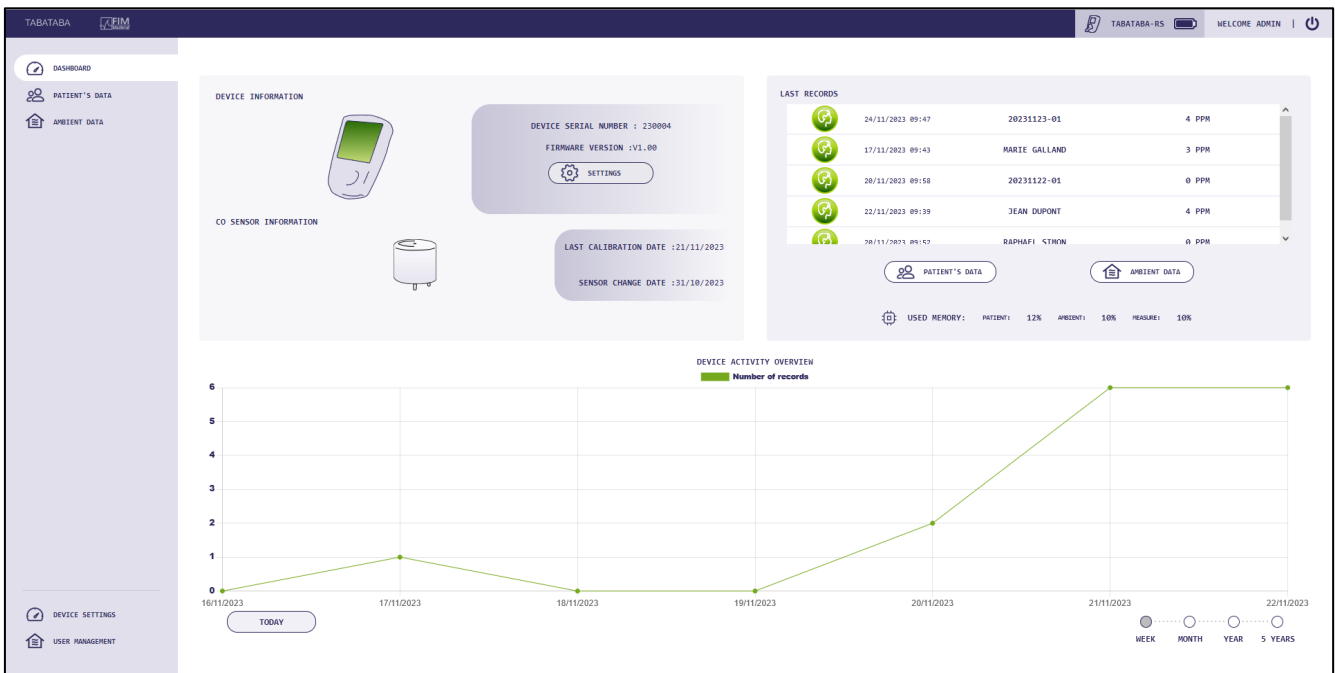 TABATABA FIM Medical TABATABA-RS WELCOME ADMIN |
DASHBOARD
PATIENT'S DATA
AMBIENT DATA
DEVICE SETTINGS
USER MANAGEMENT
DEVICE INFORMATION
DEVICE SERIAL NUMBER : 230004
FIRMWARE VERSION :V1.00
SETTINGS
CO SENSOR INFORMATION
LAST CALIBRATION DATE :21/11/2023
SENSOR CHANGE DATE :31/10/2023
LAST RECORDS
24/11/2023 09:47 20231123-01 4 PPM
17/11/2023 09:43 MARIE GALLAND 3 PPM
20/11/2023 09:58 20231122-01 0 PPM
22/11/2023 09:39 JEAN DUPONT 4 PPM
20/11/2023 09:52 RAPHAEL SIMON 0 PPM
PATIENT'S DATA AMBIENT DATA
USED MEMORY: PATIENT: 12% AMBIENT: 10% MEASURE: 10%
DEVICE ACTIVITY OVERVIEW
Number of records
6
5
4
3
2
1
0
16/11/2023 17/11/2023 18/11/2023 19/11/2023 20/11/2023 21/11/2023 22/11/2023
TODAY
WEEK MONTH YEAR 5 YEARS